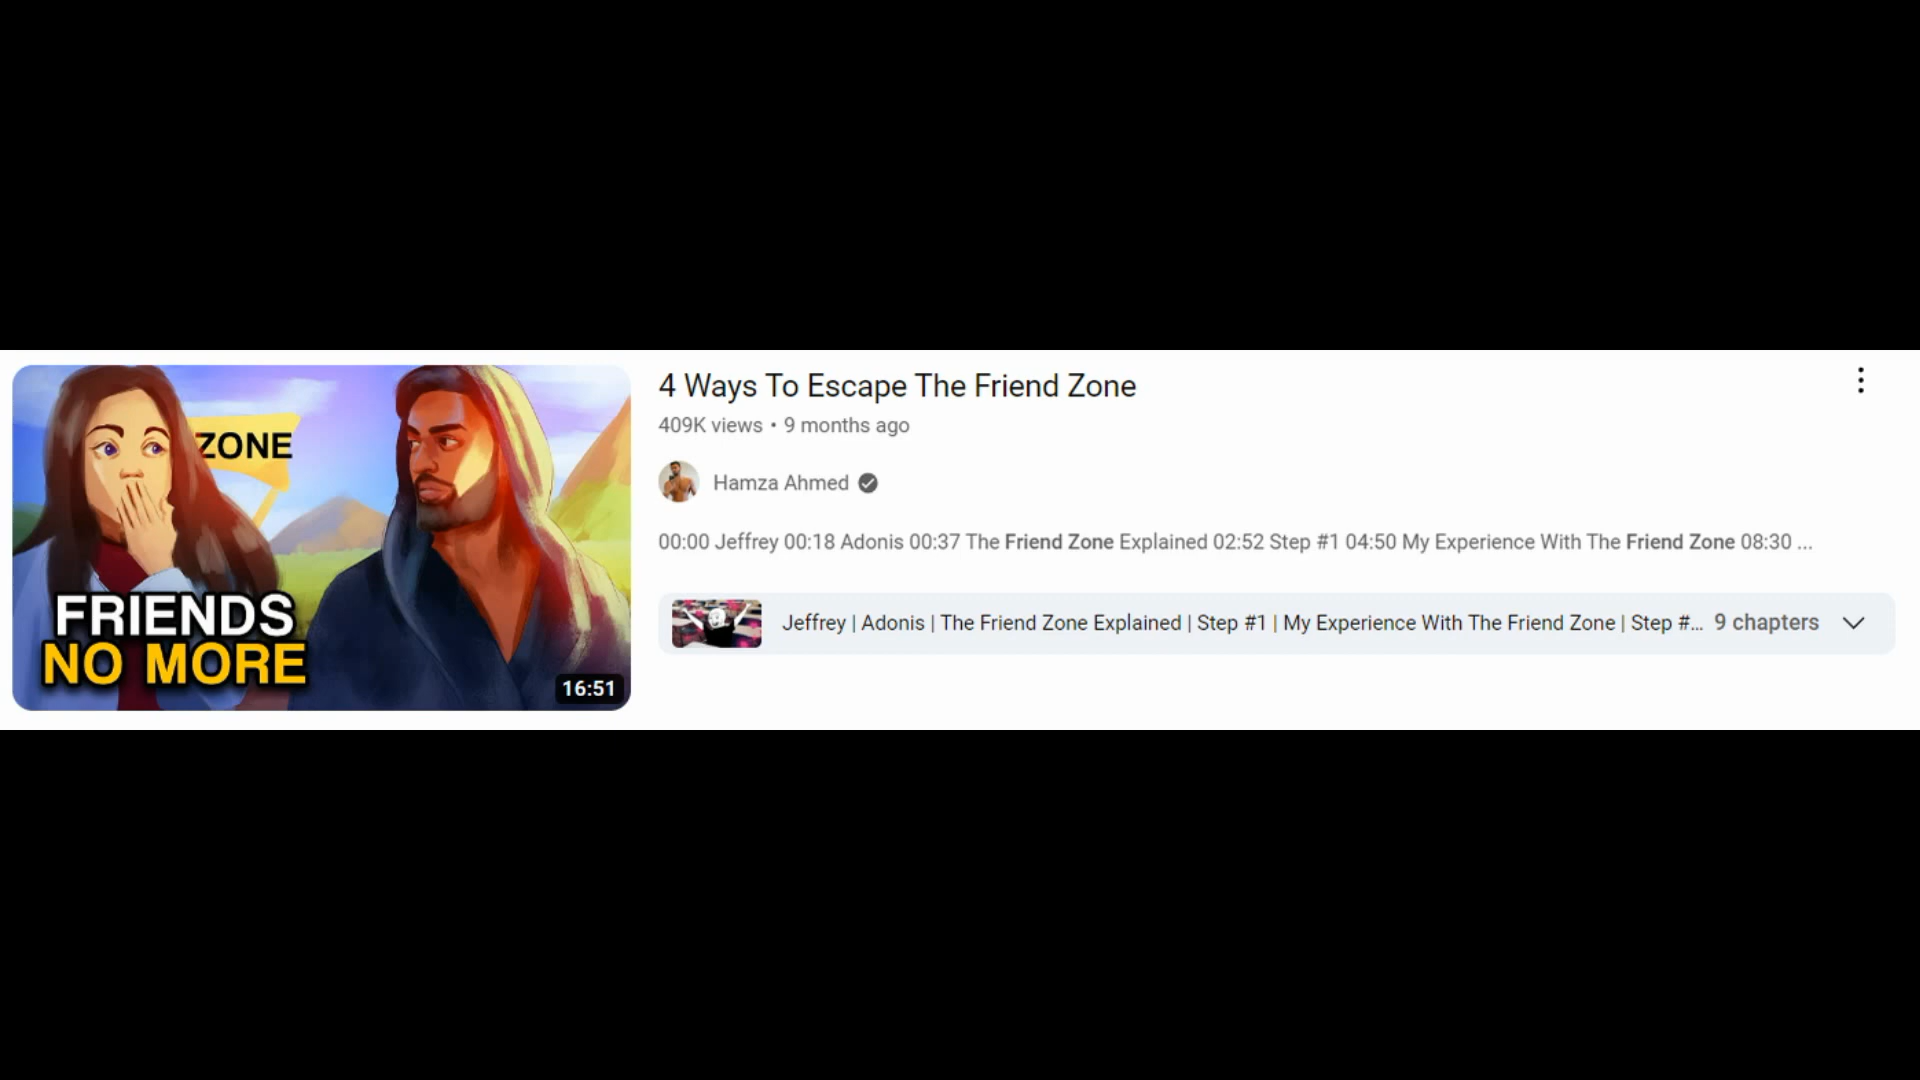 ZONE
FRIENDS
NO MORE
16:51
4 Ways To Escape The Friend Zone
409K views • 9 months ago
Hamza Ahmed
00:00 Jeffrey 00:18 Adonis 00:37 The Friend Zone Explained 02:52 Step #1 04:50 My Experience With The Friend Zone 08:30 ...
Jeffrey | Adonis | The Friend Zone Explained | Step #1 | My Experience With The Friend Zone | Step #... 9 chapters